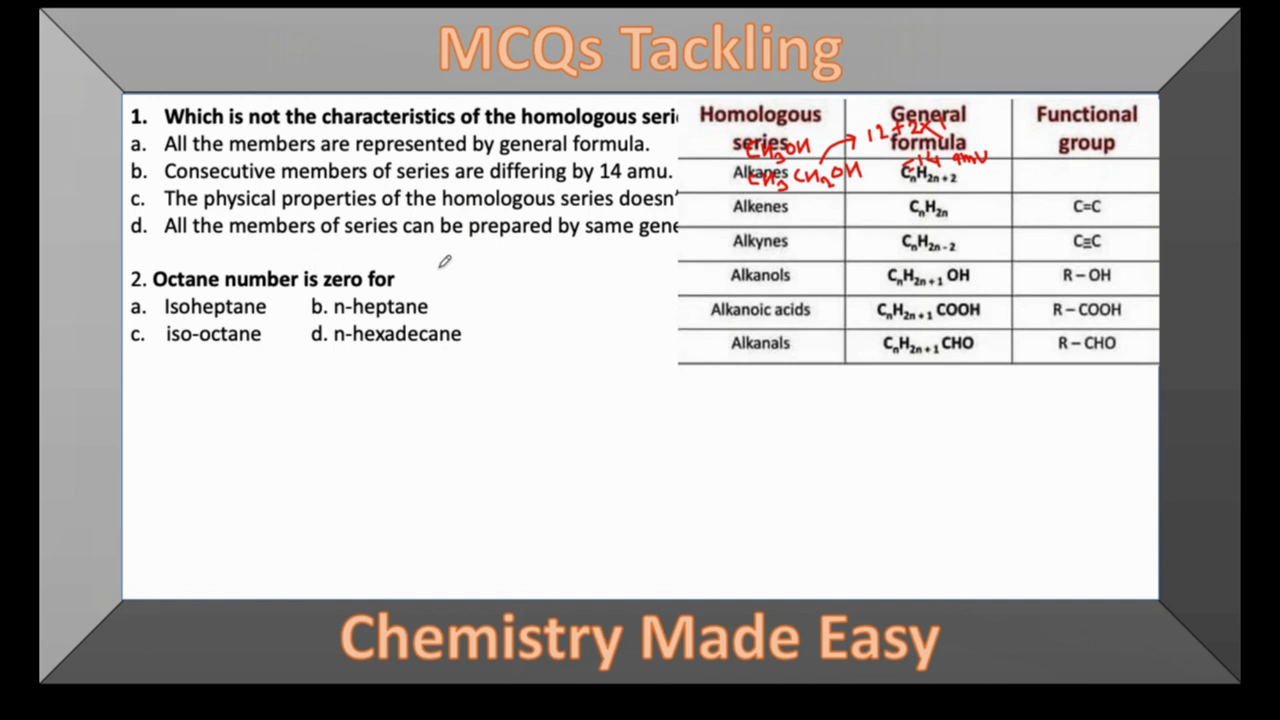 MCQs Tackling
1. Which is not the characteristics of the homologous seri
a. All the members are represented by general formula.
b. Consecutive members of series are differing by 14 amu.
c. The physical properties of the homologous series doesn'
d. All the members of series can be prepared by same gene
2. Octane number is zero for
a. Isoheptane b. n-heptane
c. iso-octane d. n-hexadecane
Homologous series General formula Functional group
CH₃OH
CH₃CH₂OH → 12+2×1
14 amu
Alkanes CₙH₂ₙ₊₂
Alkenes CₙH₂ₙ C=C
Alkynes CₙH₂ₙ₋₂ C≡C
Alkanols CₙH₂ₙ₊₁ OH R – OH
Alkanoic acids CₙH₂ₙ₊₁ COOH R – COOH
Alkanals CₙH₂ₙ₊₁ CHO R – CHO
Chemistry Made Easy